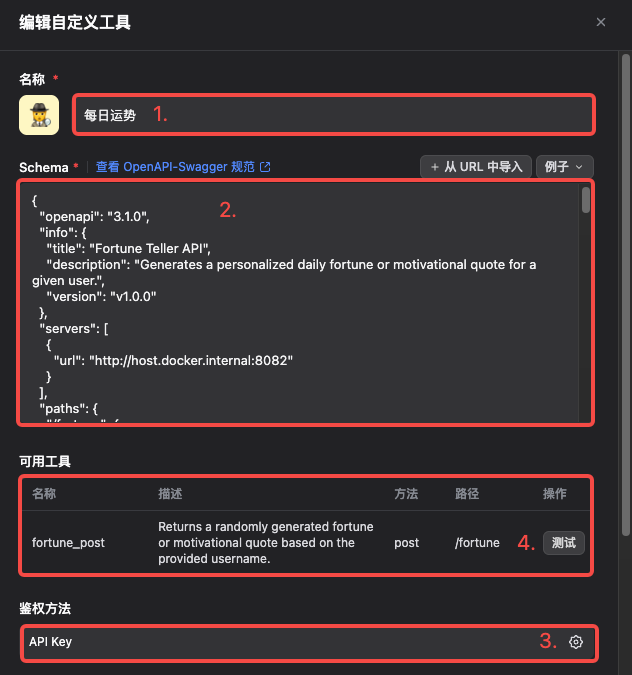 编辑自定义工具
名称 *
每日运势 1.
Schema * 查看 OpenAPI-Swagger 规范 + 从 URL 中导入 例子
2.
{
"openapi": "3.1.0",
"info": {
"title": "Fortune Teller API",
"description": "Generates a personalized daily fortune or motivational quote for a
given user.",
"version": "v1.0.0"
},
"servers": [
{
"url": "http://host.docker.internal:8082"
}
],
"paths": {
可用工具
名称 描述 方法 路径 操作
Returns a randomly generated fortune
fortune_post or motivational quote based on the post /fortune 4. 测试
provided username.
鉴权方法
API Key 3.